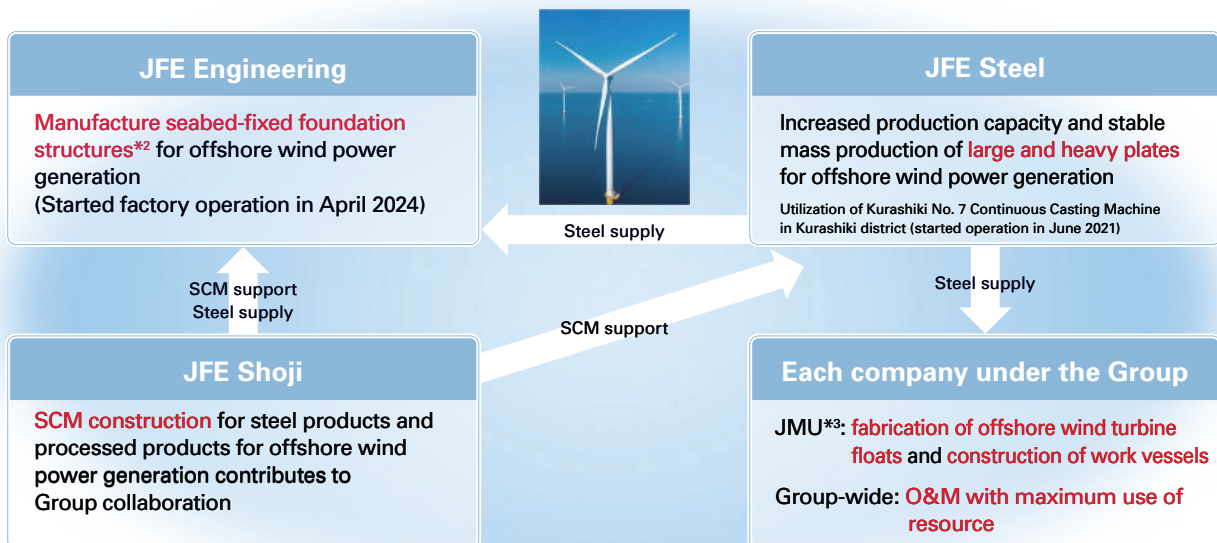 JFE Engineering
Manufacture seabed-fixed foundation
structures*2 for offshore wind power
generation
(Started factory operation in April 2024)
JFE Steel
Increased production capacity and stable
mass production of large and heavy plates
for offshore wind power generation
Utilization of Kurashiki No. 7 Continuous Casting Machine
in Kurashiki district (started operation in June 2021)
Steel supply
SCM support
Steel supply
SCM support
Steel supply
JFE Shoji
SCM construction for steel products and
processed products for offshore wind
power generation contributes to
Group collaboration
Each company under the Group
JMU*3: fabrication of offshore wind turbine
floats and construction of work vessels
Group-wide: O&M with maximum use of
resource